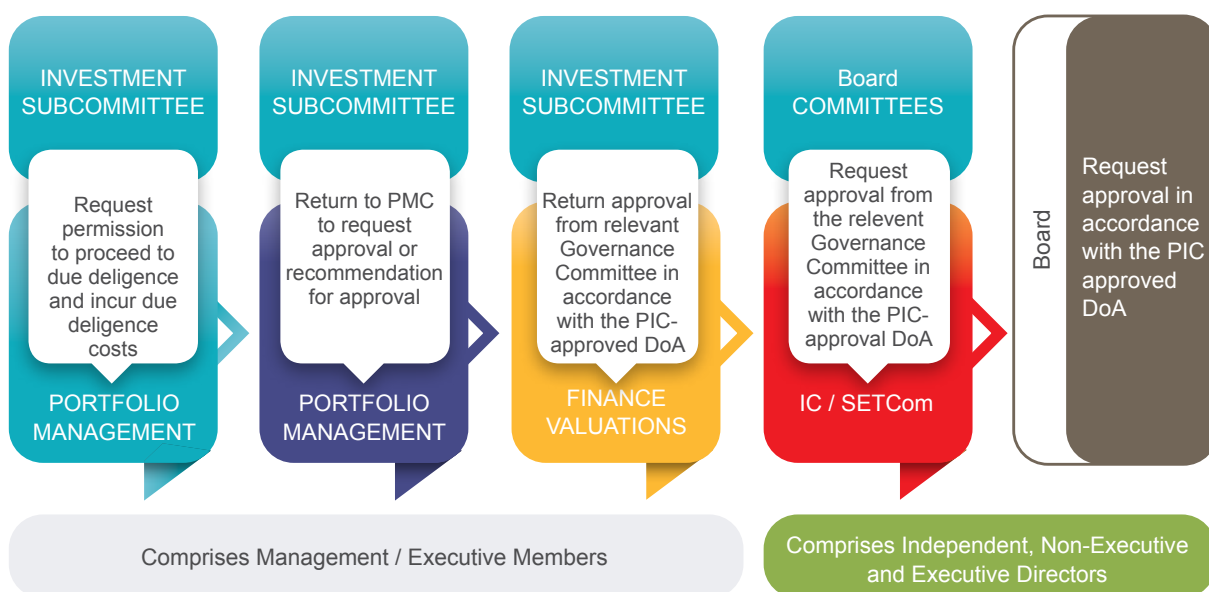 INVESTMENT
SUBCOMMITTEE
Request
permission
to proceed to
due deligence
and incur due
deligence
costs
PORTFOLIO
MANAGEMENT
INVESTMENT
SUBCOMMITTEE
Return to PMC
to request
approval or
recommendation
for approval
PORTFOLIO
MANAGEMENT
INVESTMENT
SUBCOMMITTEE
Return approval
from relevant
Governance
Committee in
accordance
with the PIC-
approved DoA
FINANCE
VALUATIONS
Board
COMMITTEES
Request
approval from
the relevent
Governance
Committee in
accordance
with the PIC-
approval DoA
IC / SETCom
Board
Request
approval in
accordance
with the PIC
approved
DoA
Comprises Management / Executive Members
Comprises Independent, Non-Executive
and Executive Directors